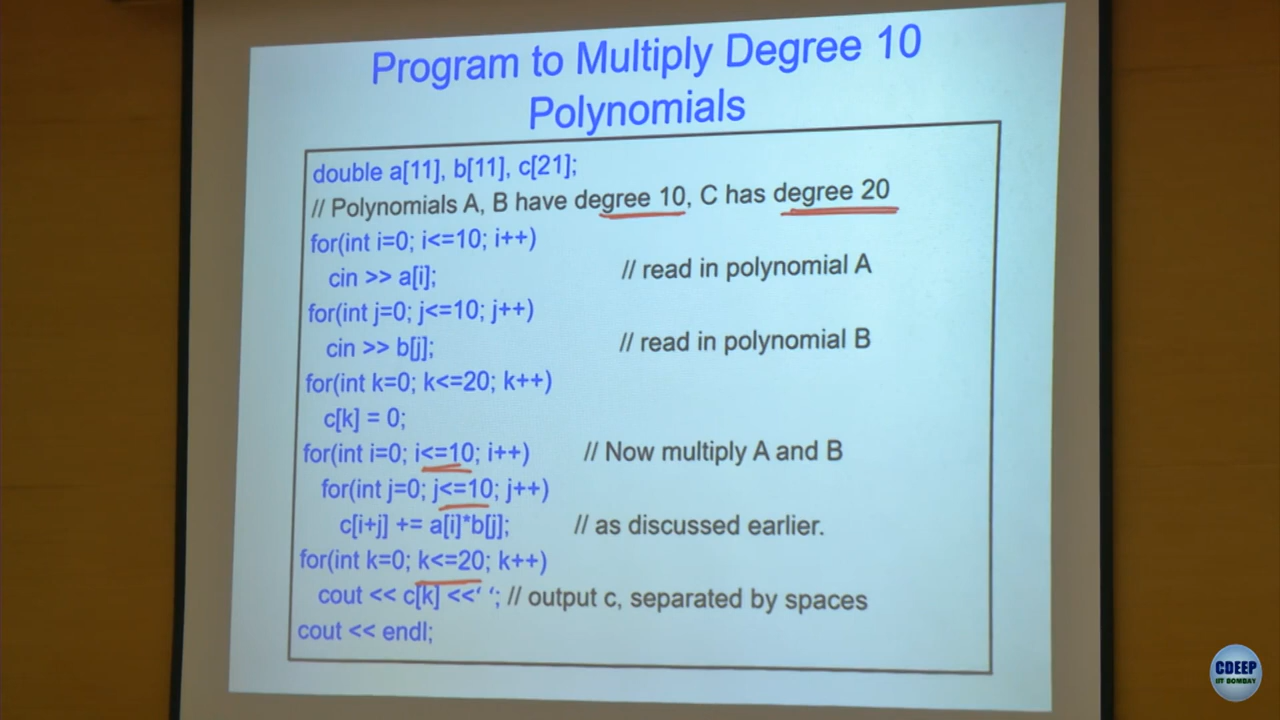 Program to Multiply Degree 10
Polynomials
double a[11], b[11], c[21];
// Polynomials A, B have degree 10, C has degree 20
for(int i=0; i<=10; i++)
cin >> a[i]; // read in polynomial A
for(int j=0; j<=10; j++)
cin >> b[j]; // read in polynomial B
for(int k=0; k<=20; k++)
c[k] = 0;
for(int i=0; i<=10; i++) // Now multiply A and B
for(int j=0; j<=10; j++)
c[i+j] += a[i]*b[j]; // as discussed earlier.
for(int k=0; k<=20; k++)
cout << c[k] <<‘ ‘; // output c, separated by spaces
cout << endl;
CDEEP
IIT BOMBAY